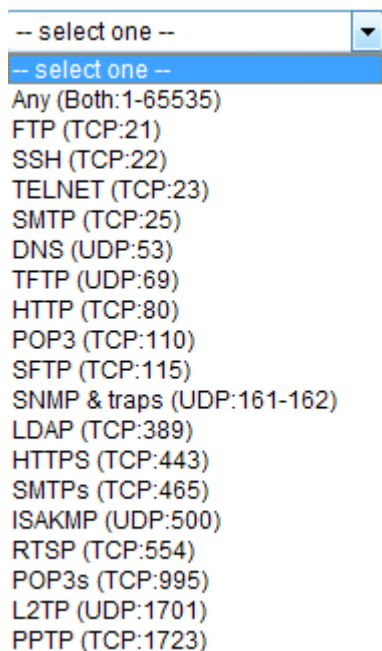 -- select one --
-- select one --
Any (Both:1-65535)
FTP (TCP:21)
SSH (TCP:22)
TELNET (TCP:23)
SMTP (TCP:25)
DNS (UDP:53)
TFTP (UDP:69)
HTTP (TCP:80)
POP3 (TCP:110)
SFTP (TCP:115)
SNMP & traps (UDP:161-162)
LDAP (TCP:389)
HTTPS (TCP:443)
SMTPs (TCP:465)
ISAKMP (UDP:500)
RTSP (TCP:554)
POP3s (TCP:995)
L2TP (UDP:1701)
PPTP (TCP:1723)